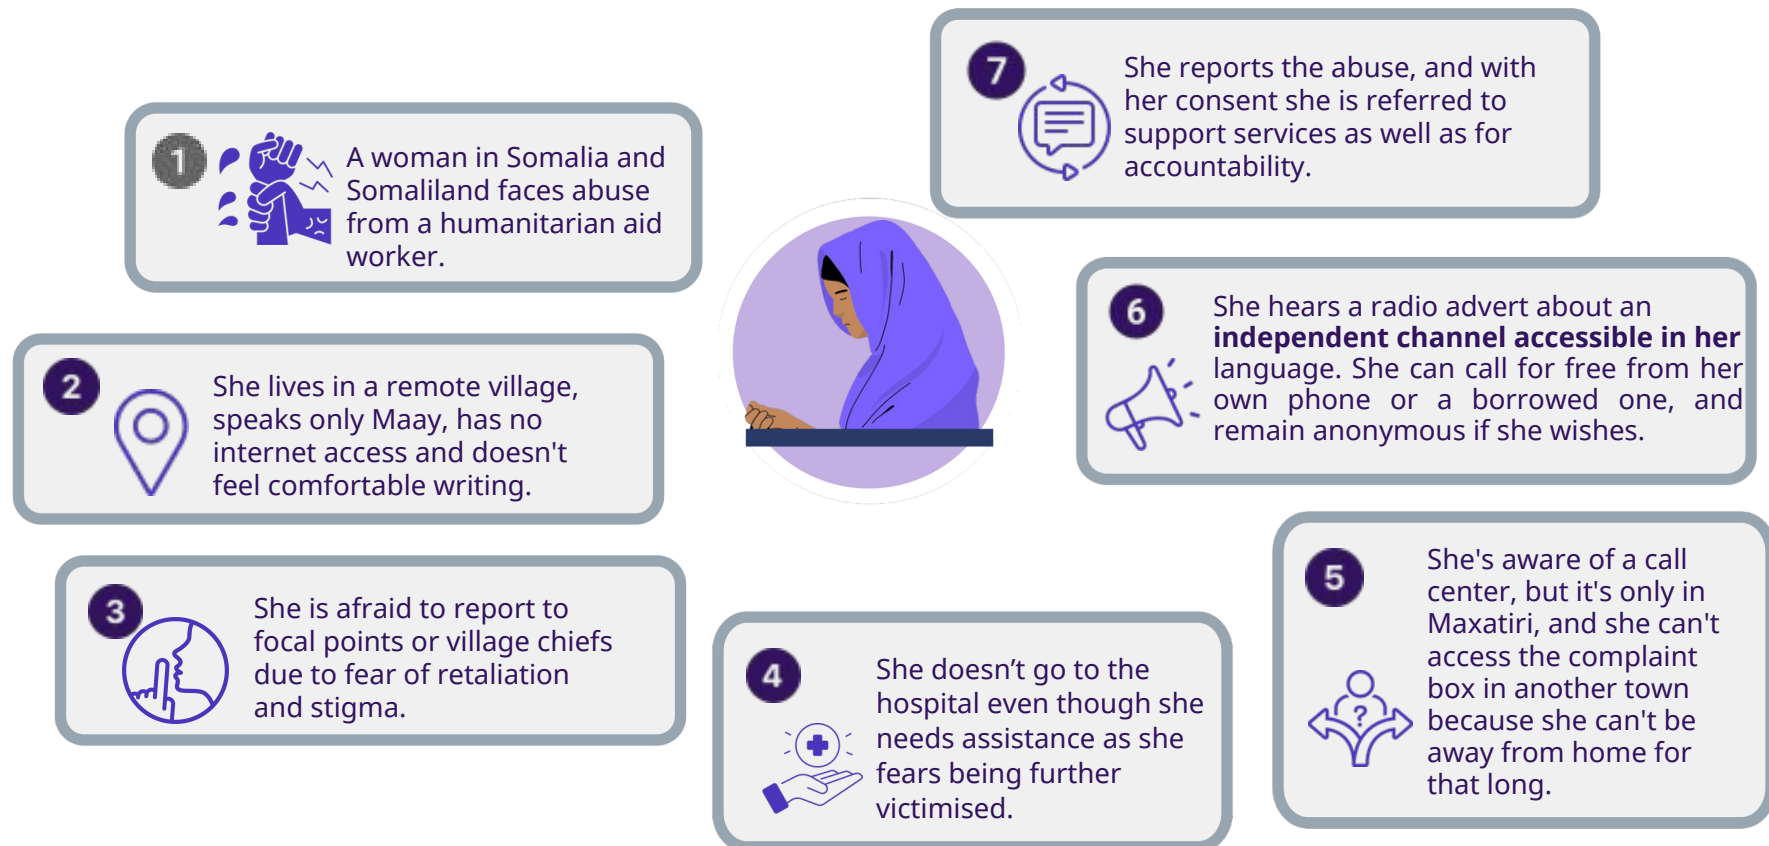 1
A woman in Somalia and
Somaliland faces abuse
from a humanitarian aid
worker.
2
She lives in a remote village,
speaks only Maay, has no
internet access and doesn't
feel comfortable writing.
3
She is afraid to report to
focal points or village chiefs
due to fear of retaliation
and stigma.
4
She doesn’t go to the
hospital even though she
needs assistance as she
fears being further
victimised.
5
She's aware of a call
center, but it's only in
Maxatiri, and she can't
access the complaint
box in another town
because she can't be
away from home for
that long.
?
6
She hears a radio advert about an
independent channel accessible in her
language. She can call for free from her
own phone or a borrowed one, and
remain anonymous if she wishes.
7
She reports the abuse, and with
her consent she is referred to
support services as well as for
accountability.